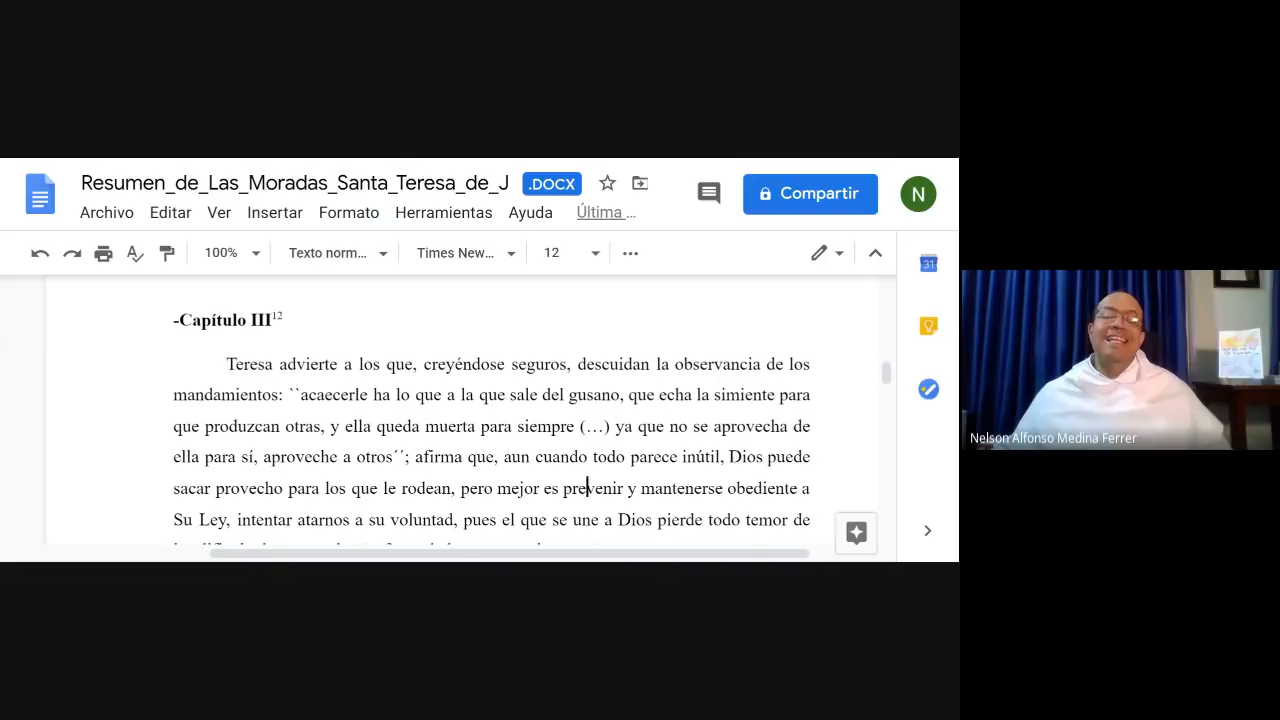 Resumen_de_Las_Moradas_Santa_Teresa_de_J .DOCX
Compartir
N
Archivo Editar Ver Insertar Formato Herramientas Ayuda Última ...
100% Texto norm... Times New... 12
31
-Capítulo III12
Teresa advierte a los que, creyéndose seguros, descuidan la observancia de los
mandamientos: ``acaecerle ha lo que a la que sale del gusano, que echa la simiente para
que produzcan otras, y ella queda muerta para siempre (…) ya que no se aprovecha de
ella para sí, aproveche a otros´´; afirma que, aun cuando todo parece inútil, Dios puede
sacar provecho para los que le rodean, pero mejor es prevenir y mantenerse obediente a
Su Ley, intentar atarnos a su voluntad, pues el que se une a Dios pierde todo temor de
Nelson Alfonso Medina Ferrer